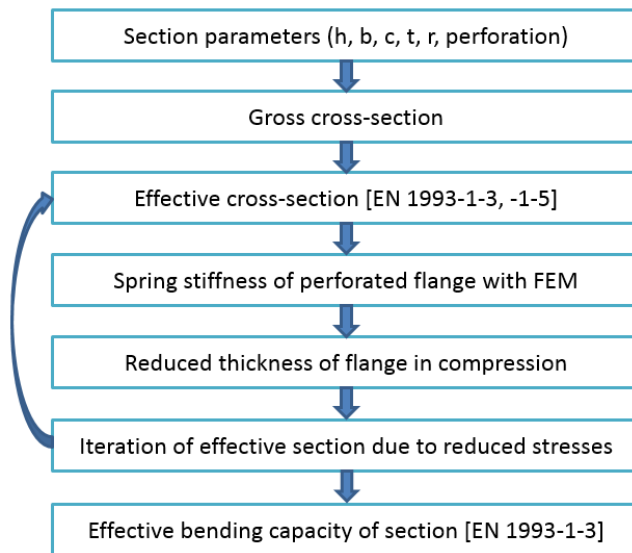 Section parameters (h, b, c, t, r, perforation)
Gross cross-section
Effective cross-section [EN 1993-1-3, -1-5]
Spring stiffness of perforated flange with FEM
Reduced thickness of flange in compression
Iteration of effective section due to reduced stresses
Effective bending capacity of section [EN 1993-1-3]